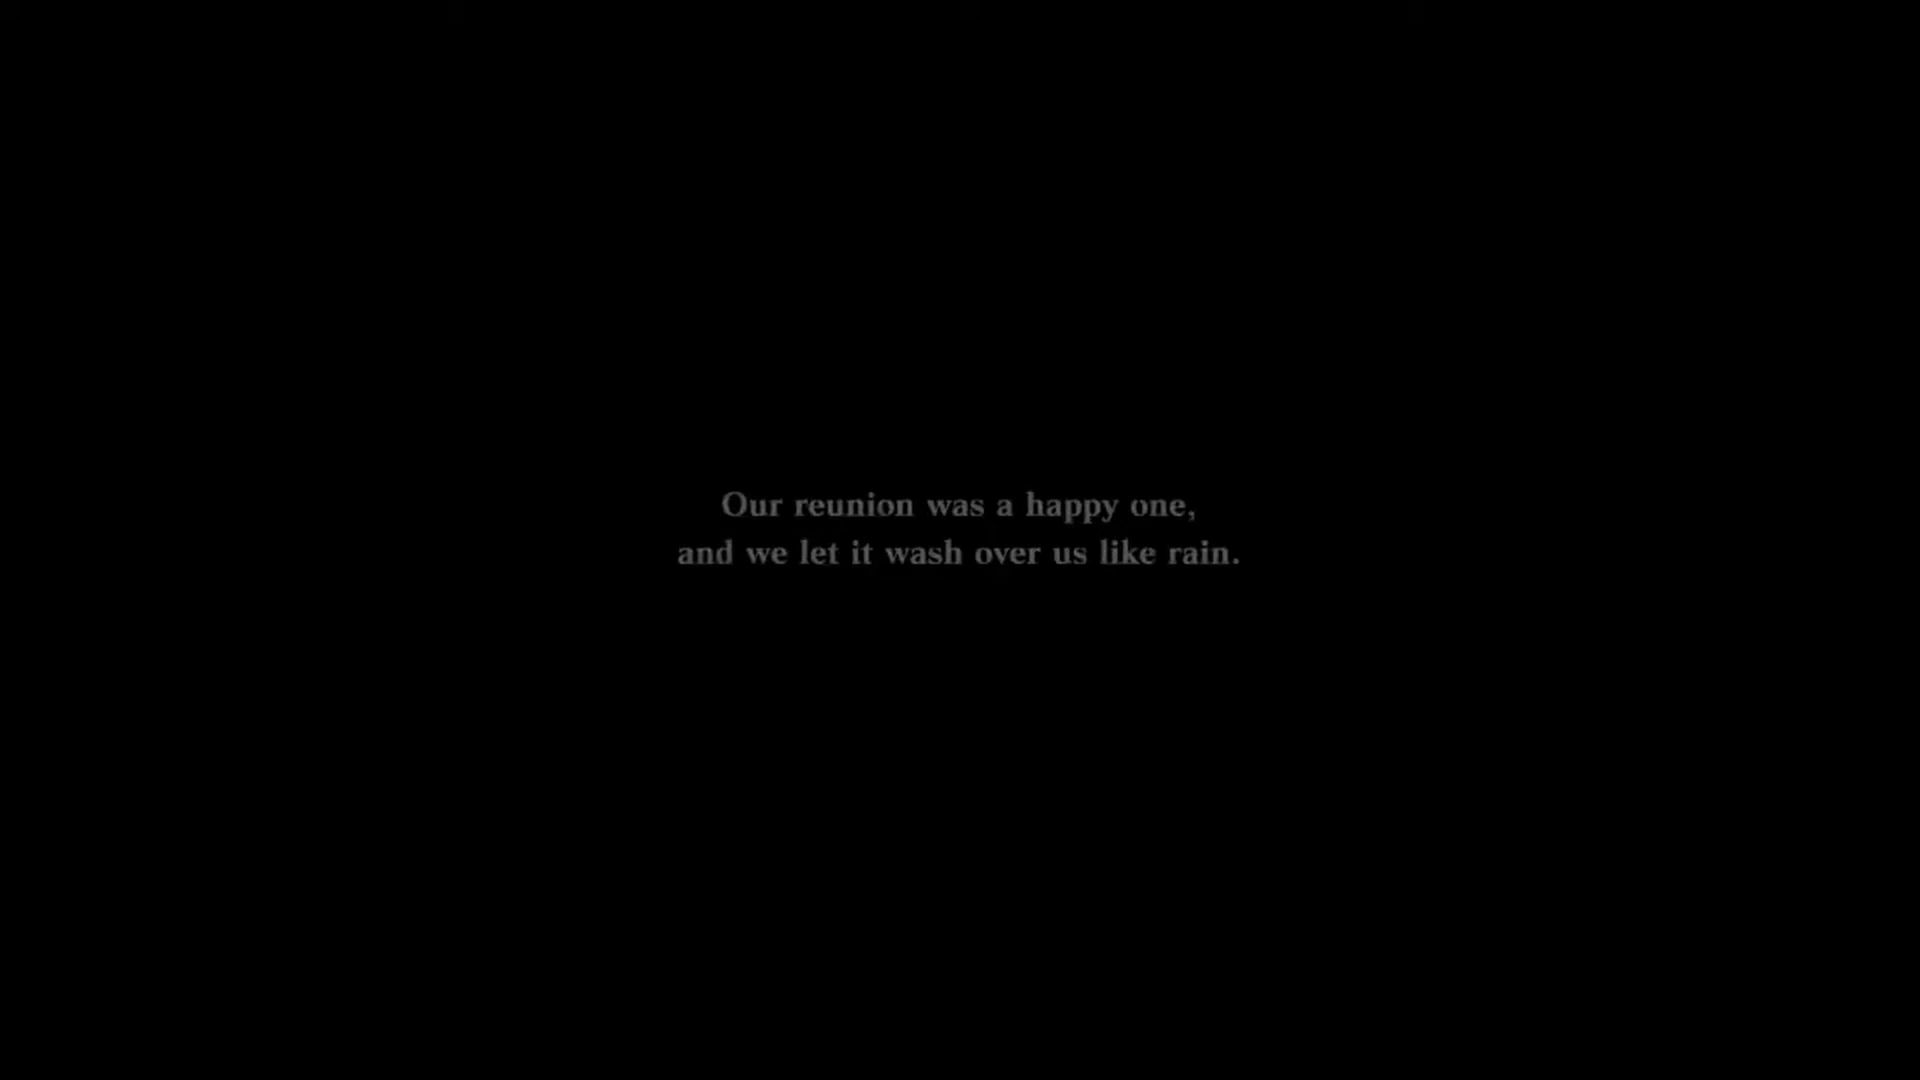 Our reunion was a happy one,
and we let it wash over us like rain.